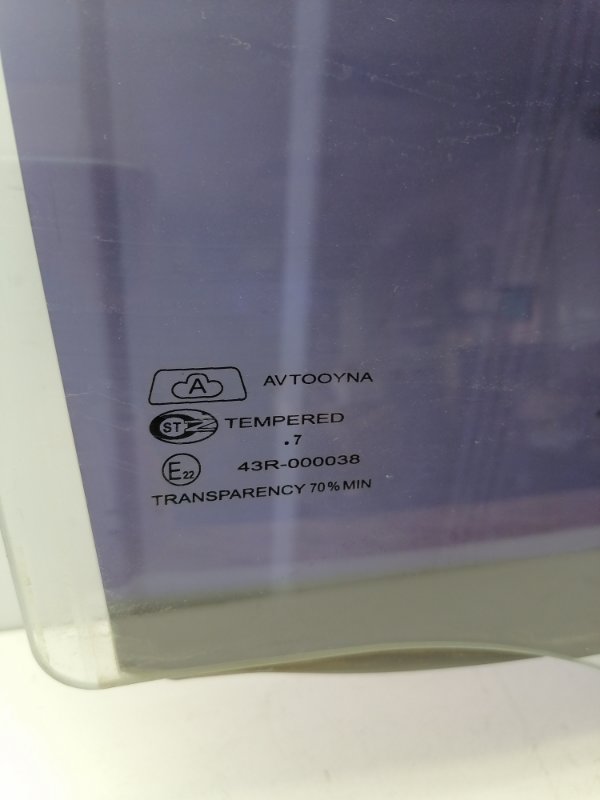 A AVTOOYNA
ST TEMPERED
.7
E22 43R-000038
TRANSPARENCY 70% MIN